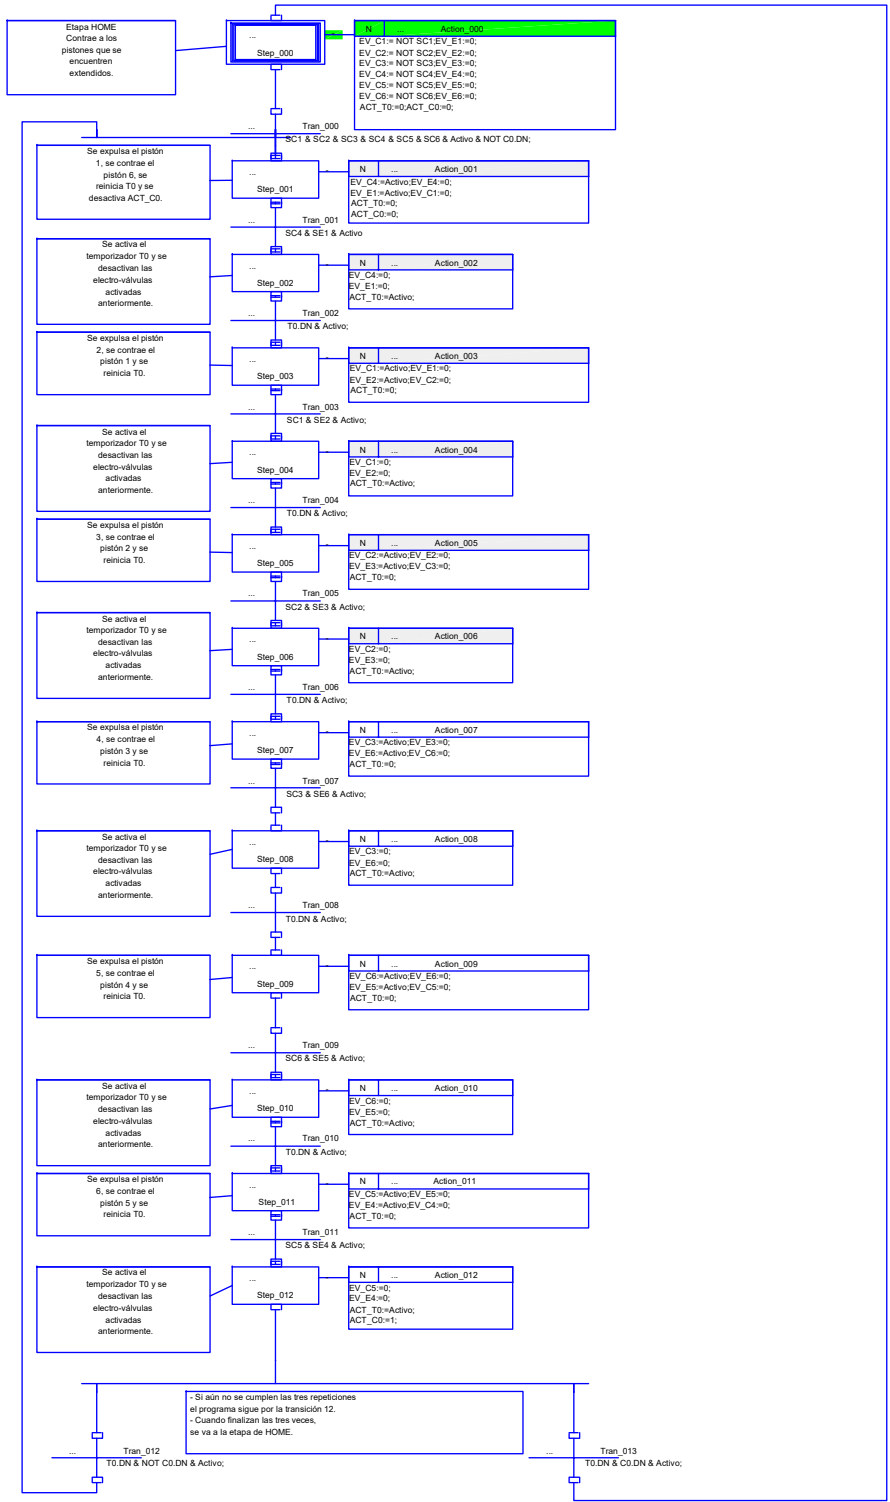 Etapa HOME
Contrae a los
pistones que se
encuentren
extendidos.
...
Step_000
N ... Action_000
EV_C1:= NOT SC1;EV_E1:=0;
EV_C2:= NOT SC2;EV_E2:=0;
EV_C3:= NOT SC3;EV_E3:=0;
EV_C4:= NOT SC4;EV_E4:=0;
EV_C5:= NOT SC5;EV_E5:=0;
EV_C6:= NOT SC6;EV_E6:=0;
ACT_T0:=0;ACT_C0:=0;
... Tran_000
SC1 & SC2 & SC3 & SC4 & SC5 & SC6 & Activo & NOT C0.DN;
Se expulsa el pistón
1, se contrae el
pistón 6, se
reinicia T0 y se
desactiva ACT_C0.
...
Step_001
N ... Action_001
EV_C4:=Activo;EV_E4:=0;
EV_E1:=Activo;EV_C1:=0;
ACT_T0:=0;
ACT_C0:=0;
... Tran_001
SC4 & SE1 & Activo
Se activa el
temporizador T0 y se
desactivan las
electro-válvulas
activadas
anteriormente.
...
Step_002
N ... Action_002
EV_C4:=0;
EV_E1:=0;
ACT_T0:=Activo;
... Tran_002
T0.DN & Activo;
Se expulsa el pistón
2, se contrae el
pistón 1 y se
reinicia T0.
...
Step_003
N ... Action_003
EV_C1:=Activo;EV_E1:=0;
EV_E2:=Activo;EV_C2:=0;
ACT_T0:=0;
... Tran_003
SC1 & SE2 & Activo;
Se activa el
temporizador T0 y se
desactivan las
electro-válvulas
activadas
anteriormente.
...
Step_004
N ... Action_004
EV_C1:=0;
EV_E2:=0;
ACT_T0:=Activo;
... Tran_004
T0.DN & Activo;
Se expulsa el pistón
3, se contrae el
pistón 2 y se
reinicia T0.
...
Step_005
N ... Action_005
EV_C2:=Activo;EV_E2:=0;
EV_E3:=Activo;EV_C3:=0;
ACT_T0:=0;
... Tran_005
SC2 & SE3 & Activo;
Se activa el
temporizador T0 y se
desactivan las
electro-válvulas
activadas
anteriormente.
...
Step_006
N ... Action_006
EV_C2:=0;
EV_E3:=0;
ACT_T0:=Activo;
... Tran_006
T0.DN & Activo;
Se expulsa el pistón
4, se contrae el
pistón 3 y se
reinicia T0.
...
Step_007
N ... Action_007
EV_C3:=Activo;EV_E3:=0;
EV_E6:=Activo;EV_C6:=0;
ACT_T0:=0;
... Tran_007
SC3 & SE6 & Activo;
Se activa el
temporizador T0 y se
desactivan las
electro-válvulas
activadas
anteriormente.
...
Step_008
N ... Action_008
EV_C3:=0;
EV_E6:=0;
ACT_T0:=Activo;
... Tran_008
T0.DN & Activo;
Se expulsa el pistón
5, se contrae el
pistón 4 y se
reinicia T0.
...
Step_009
N ... Action_009
EV_C6:=Activo;EV_E6:=0;
EV_E5:=Activo;EV_C5:=0;
ACT_T0:=0;
... Tran_009
SC6 & SE5 & Activo;
Se activa el
temporizador T0 y se
desactivan las
electro-válvulas
activadas
anteriormente.
...
Step_010
N ... Action_010
EV_C6:=0;
EV_E5:=0;
ACT_T0:=Activo;
... Tran_010
T0.DN & Activo;
Se expulsa el pistón
6, se contrae el
pistón 5 y se
reinicia T0.
...
Step_011
N ... Action_011
EV_C5:=Activo;EV_E5:=0;
EV_E4:=Activo;EV_C4:=0;
ACT_T0:=0;
... Tran_011
SC5 & SE4 & Activo;
Se activa el
temporizador T0 y se
desactivan las
electro-válvulas
activadas
anteriormente.
...
Step_012
N ... Action_012
EV_C5:=0;
EV_E4:=0;
ACT_T0:=Activo;
ACT_C0:=1;
- Si aún no se cumplen las tres repeticiones
el programa sigue por la transición 12.
- Cuando finalizan las tres veces,
se va a la etapa de HOME.
... Tran_012
T0.DN & NOT C0.DN & Activo;
... Tran_013
T0.DN & C0.DN & Activo;